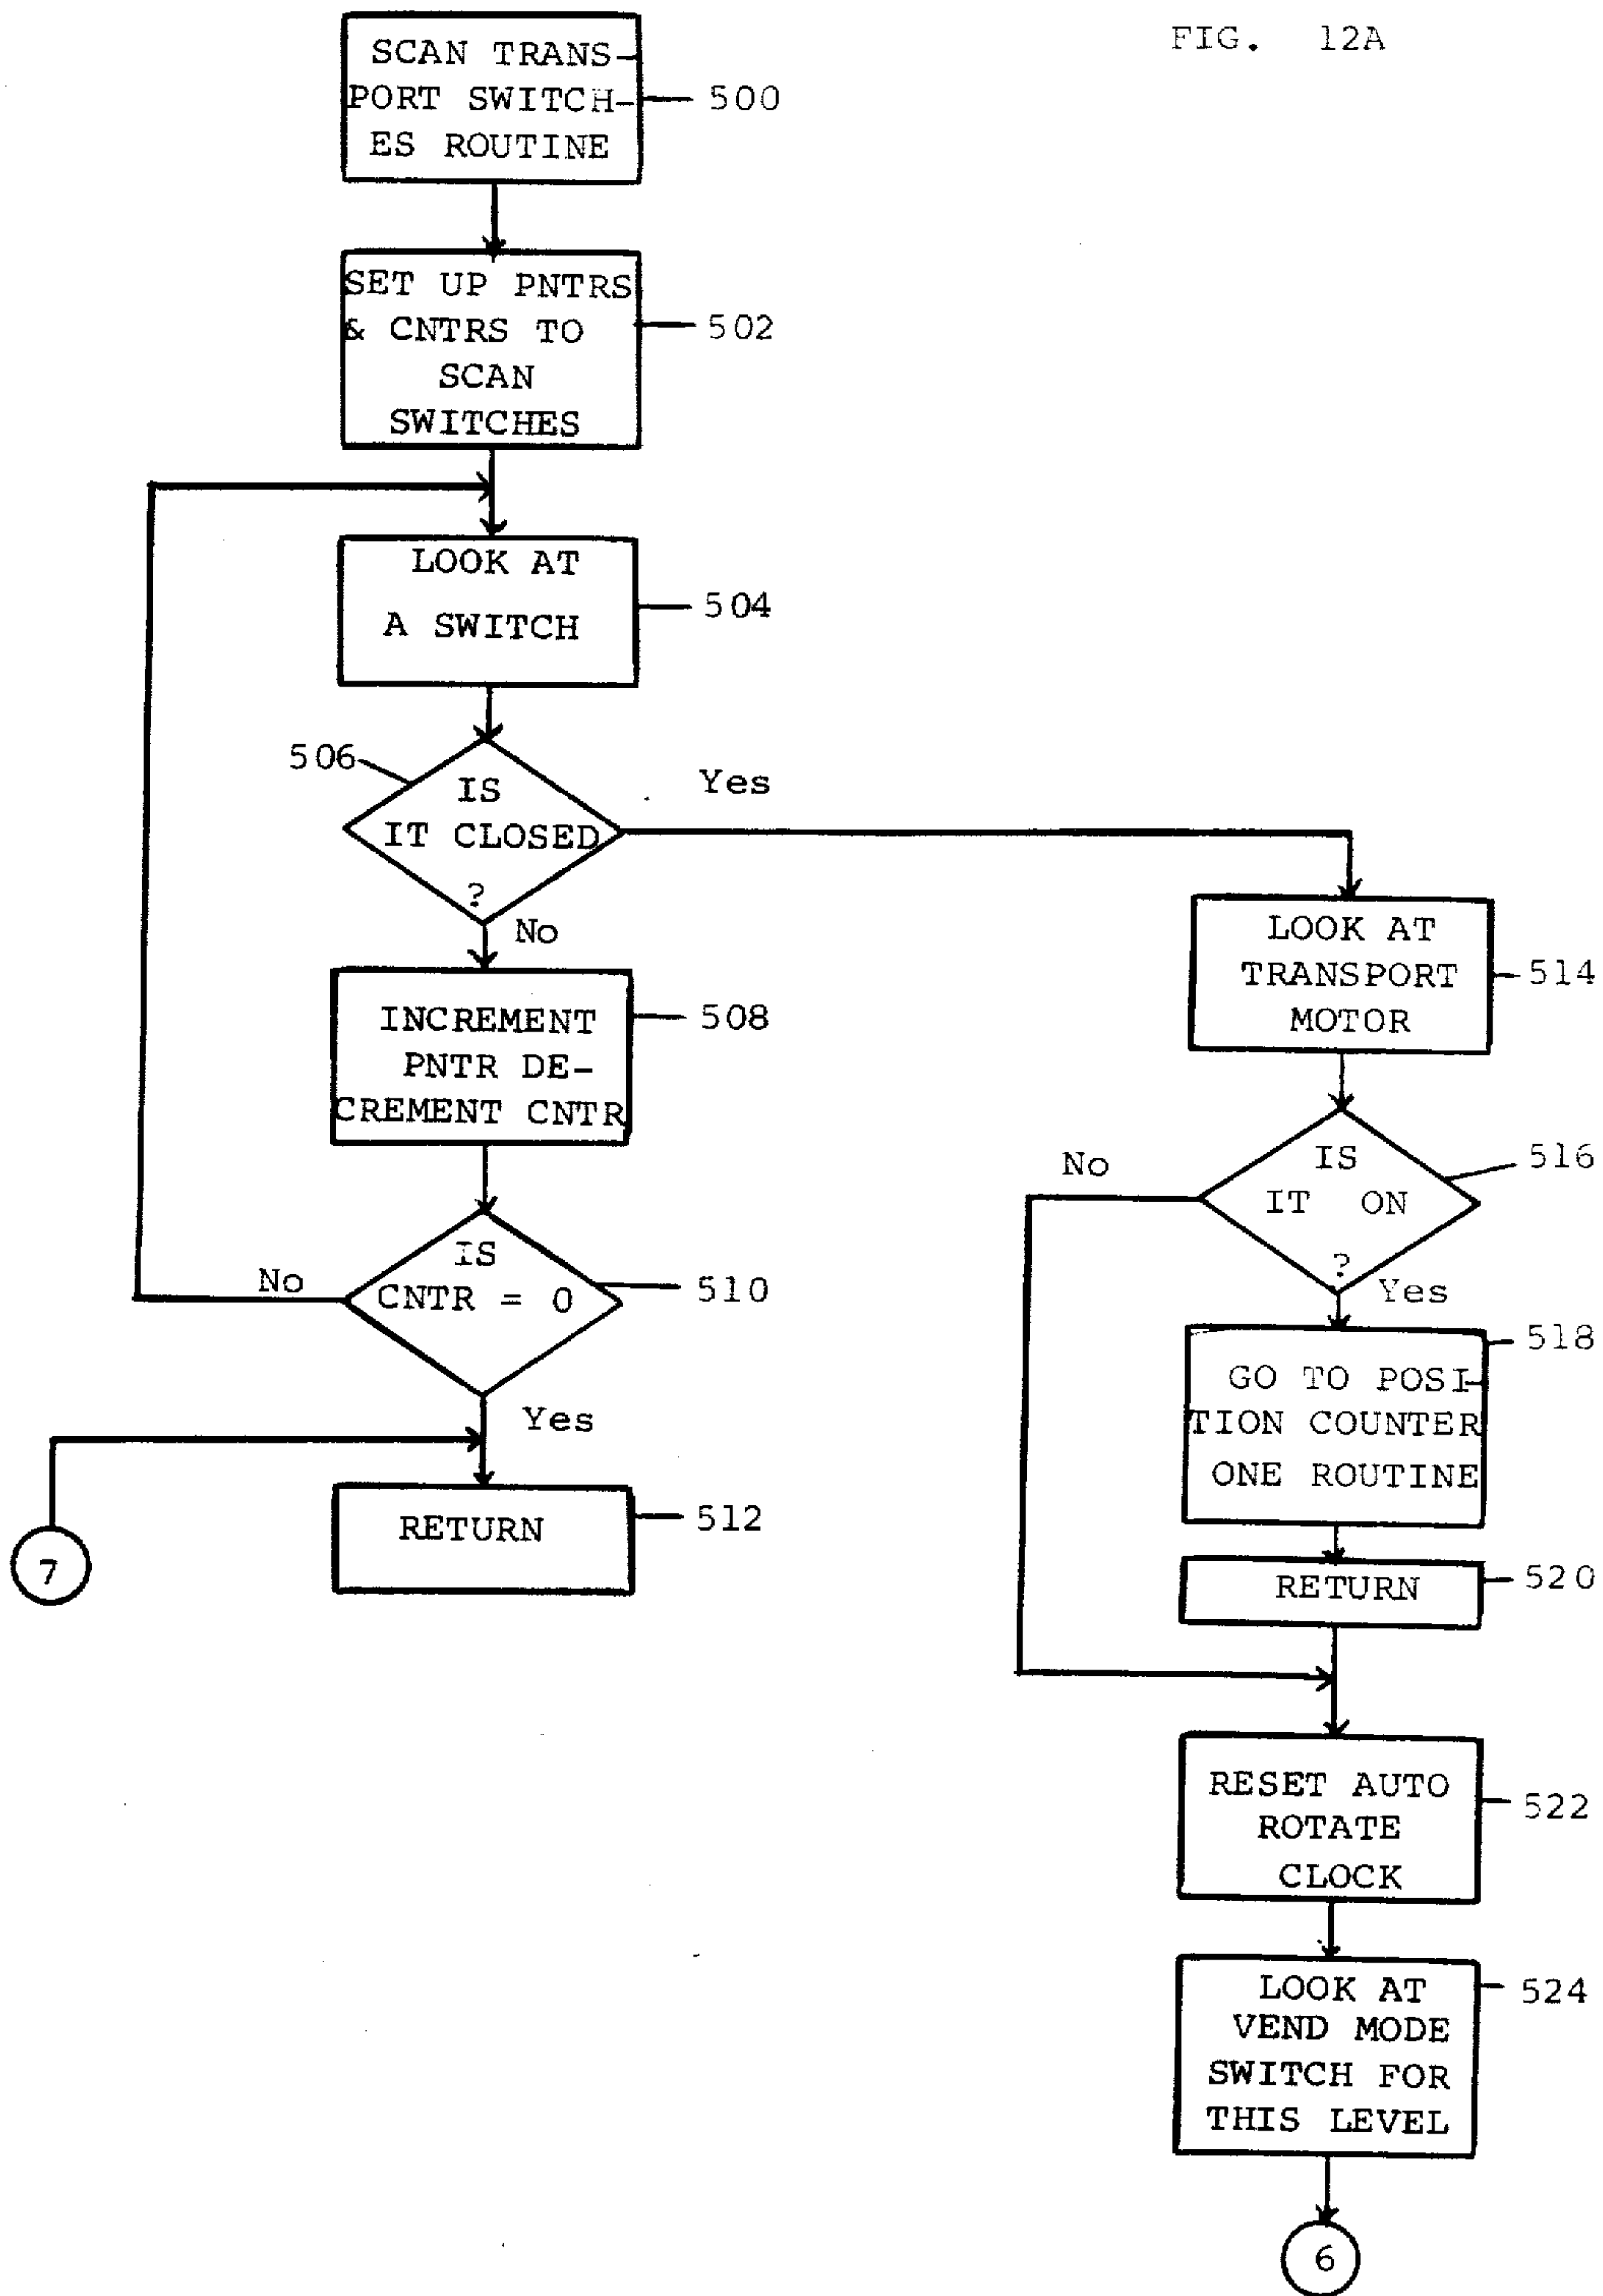 FIG. 12A
SCAN TRANS-
PORT SWITCH-
ES ROUTINE
500
SET UP PNTRS
& CNTRS TO
SCAN
SWITCHES
502
LOOK AT
A SWITCH
504
506
IS
IT CLOSED
?
Yes
No
INCREMENT
PNTR DE-
CREMENT CNTR
508
IS
CNTR = 0
510
No
Yes
RETURN
512
7
LOOK AT
TRANSPORT
MOTOR
514
IS
IT ON
?
516
No
Yes
GO TO POSI-
TION COUNTER
ONE ROUTINE
518
RETURN
520
RESET AUTO
ROTATE
CLOCK
522
LOOK AT
VEND MODE
SWITCH FOR
THIS LEVEL
524
6